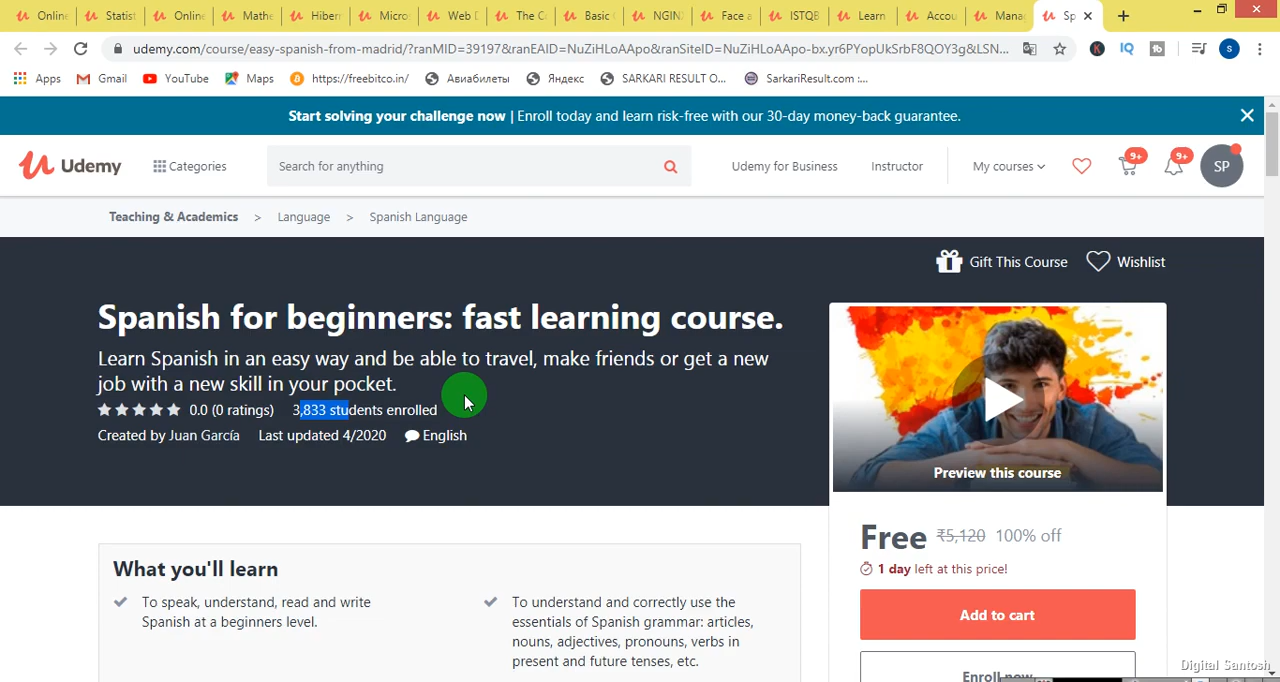 Online
Statist
Online
Mathe
Hibern
Micros
Web D
The C
Basic
NGINX
Face a
ISTQB
Learn
Accou
Manag
Sp
udemy.com/course/easy-spanish-from-madrid/?ranMID=39197&ranEAID=NuZiHLoAApo&ranSiteID=NuZiHLoAApo-bx.yr6PYopUkSrbF8QOY3g&LSN...
K
IQ
S
Apps
Gmail
YouTube
Maps
https://freebitco.in/
Авиабилеты
Яндекс
SARKARI RESULT O...
SarkariResult.com :...
Start solving your challenge now | Enroll today and learn risk-free with our 30-day money-back guarantee.
Udemy
Categories
Search for anything
Udemy for Business
Instructor
My courses
9+
9+
SP
Teaching & Academics > Language > Spanish Language
Gift This Course
Wishlist
Spanish for beginners: fast learning course.
Learn Spanish in an easy way and be able to travel, make friends or get a new
job with a new skill in your pocket.
0.0 (0 ratings) 3,833 students enrolled
Created by Juan García Last updated 4/2020 English
Preview this course
Free ₹5,120 100% off
1 day left at this price!
Add to cart
Enroll now
What you'll learn
To speak, understand, read and write
Spanish at a beginners level.
To understand and correctly use the
essentials of Spanish grammar: articles,
nouns, adjectives, pronouns, verbs in
present and future tenses, etc.
Digital Santosh